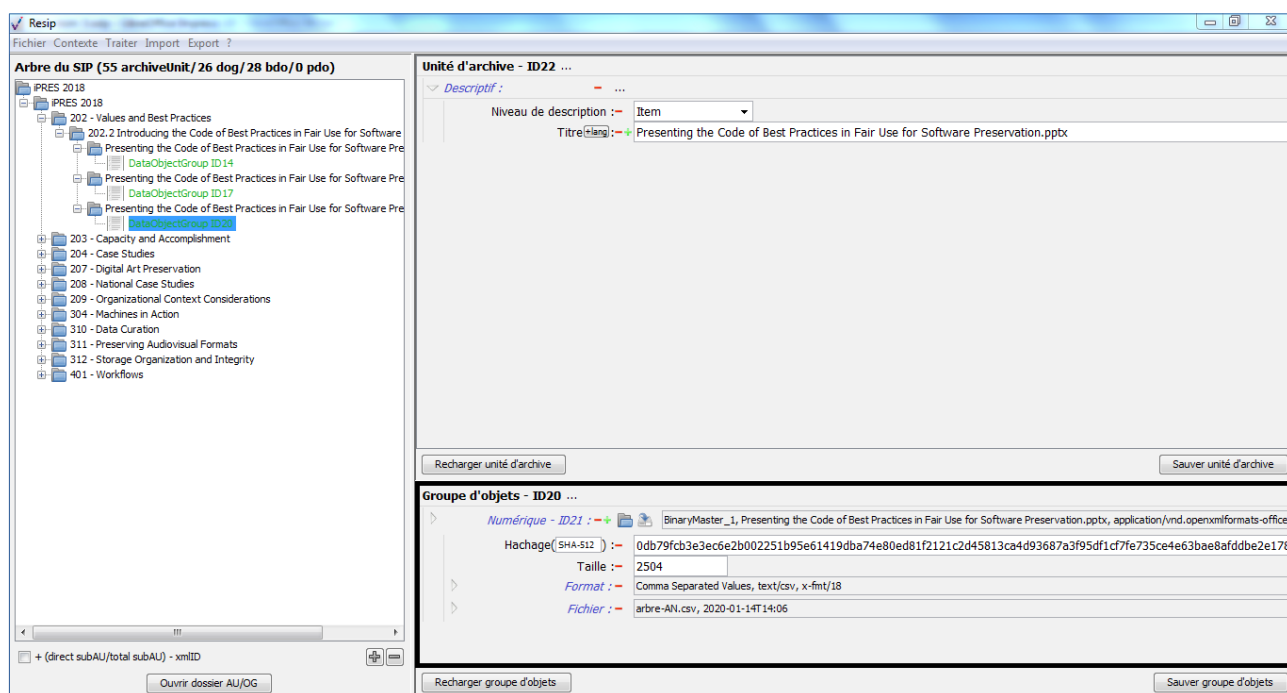 Resip
Fichier Contexte Traiter Import Export ?
Arbre du SIP (55 archiveUnit/26 dog/28 bdo/0 pdo)
iPRES 2018
iPRES 2018
202 - Values and Best Practices
202.2 Introducing the Code of Best Practices in Fair Use for Software
Presenting the Code of Best Practices in Fair Use for Software Pre
DataObjectGroup ID14
Presenting the Code of Best Practices in Fair Use for Software Pre
DataObjectGroup ID17
Presenting the Code of Best Practices in Fair Use for Software Pre
DataObjectGroup ID20
203 - Capacity and Accomplishment
204 - Case Studies
207 - Digital Art Preservation
208 - National Case Studies
209 - Organizational Context Considerations
304 - Machines in Action
310 - Data Curation
311 - Preserving Audiovisual Formats
312 - Storage Organization and Integrity
401 - Workflows
+ (direct subAU/total subAU) - xmlID
Ouvrir dossier AU/OG
Unité d'archive - ID22 ...
Descriptif : - ...
Niveau de description :- Item
Titre +lang :-+ Presenting the Code of Best Practices in Fair Use for Software Preservation.pptx
Recharger unité d'archive Sauver unité d'archive
Groupe d'objets - ID20 ...
Numérique - ID21 : -+ BinaryMaster_1, Presenting the Code of Best Practices in Fair Use for Software Preservation.pptx, application/vnd.openxmlformats-office
Hachage( SHA-512 ) :- 0db79fcb3e3ec6e2b002251b95e61419dba74e80ed81f2121c2d45813ca4d93687a3f95df1cf7fe735ce4e63bae8afddbe2e178
Taille :- 2504
Format : - Comma Separated Values, text/csv, x-fmt/18
Fichier : - arbre-AN.csv, 2020-01-14T14:06
Recharger groupe d'objets Sauver groupe d'objets